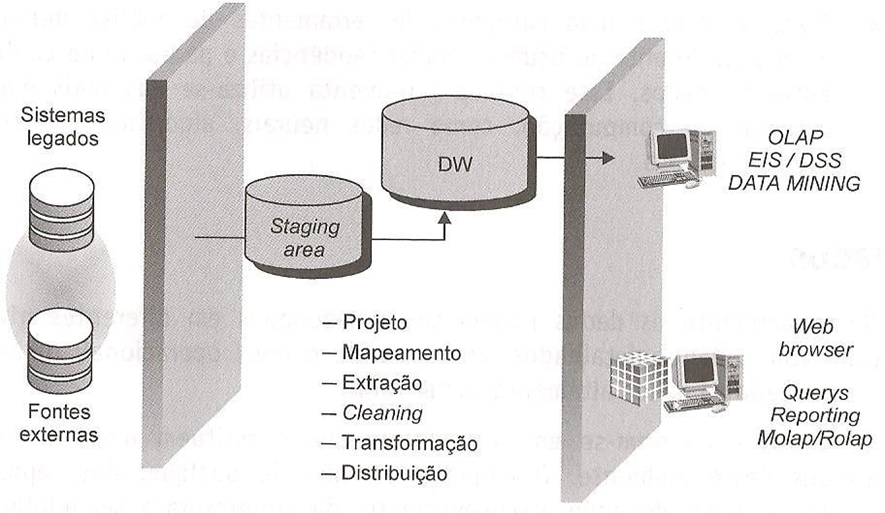 Sistemas
legados
Fontes
externas
Staging
area
DW
– Projeto
– Mapeamento
– Extração
– Cleaning
– Transformação
– Distribuição
OLAP
EIS / DSS
DATA MINING
Web
browser
Querys
Reporting
Molap/Rolap